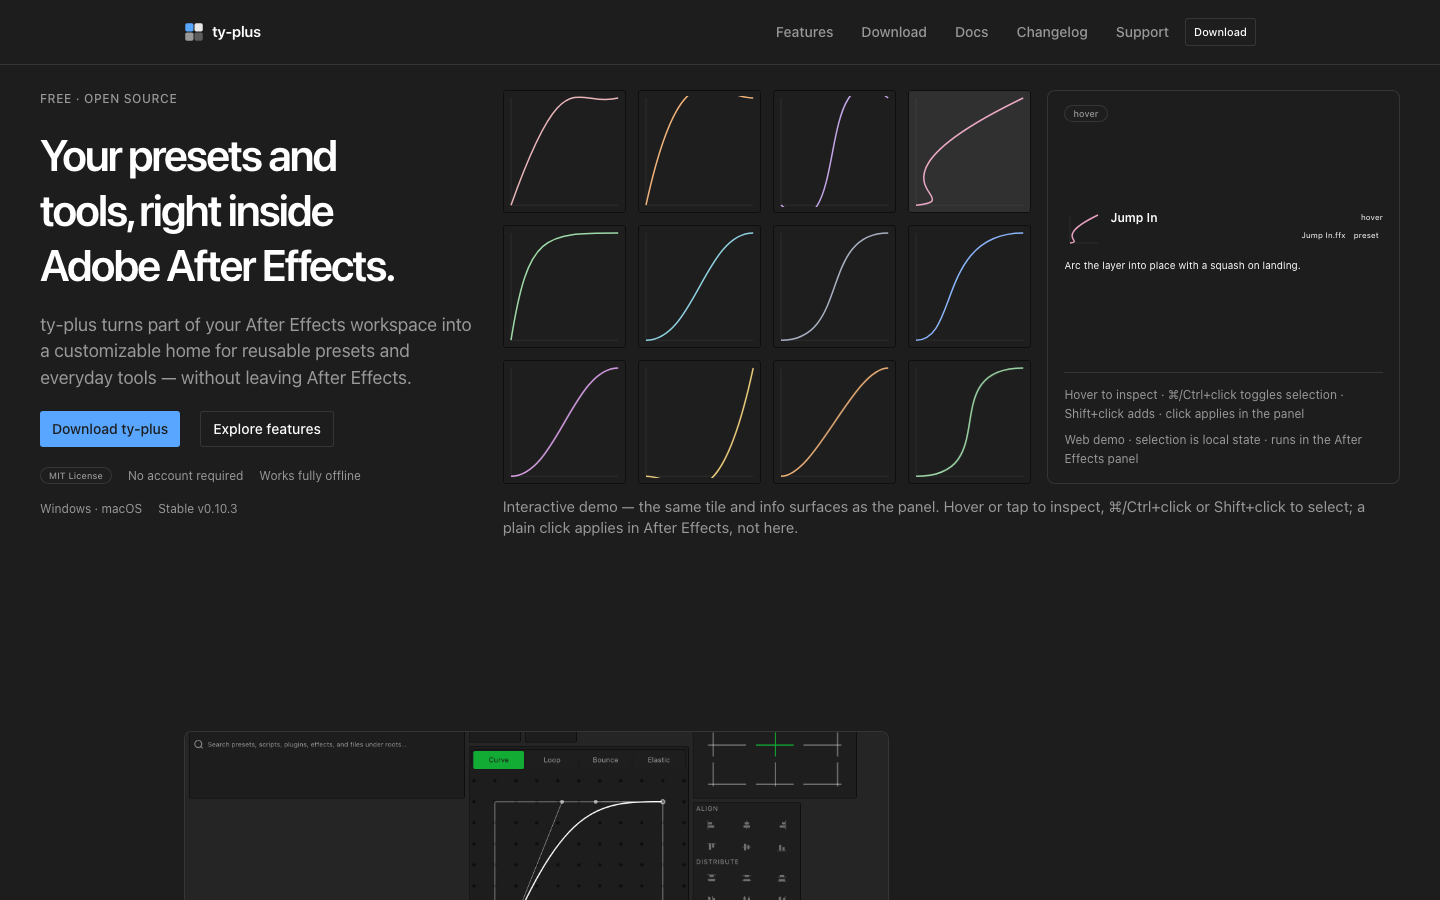 ty-plus
Features
Download
Docs
Changelog
Support
Download
FREE · OPEN SOURCE
Your presets and
tools, right inside
Adobe After Effects.
ty-plus turns part of your After Effects workspace into
a customizable home for reusable presets and
everyday tools — without leaving After Effects.
Download ty-plus
Explore features
MIT License
No account required
Works fully offline
Windows · macOS
Stable v0.10.3
hover
Jump In
hover
Jump In.ffx
preset
Arc the layer into place with a squash on landing.
Hover to inspect · ⌘/Ctrl+click toggles selection ·
Shift+click adds · click applies in the panel
Web demo · selection is local state · runs in the After
Effects panel
Interactive demo — the same tile and info surfaces as the panel. Hover or tap to inspect, ⌘/Ctrl+click or Shift+click to select; a
plain click applies in After Effects, not here.
Search presets, scripts, plugins, effects, and files under roots...
Curve
Loop
Bounce
Elastic
ALIGN
DISTRIBUTE